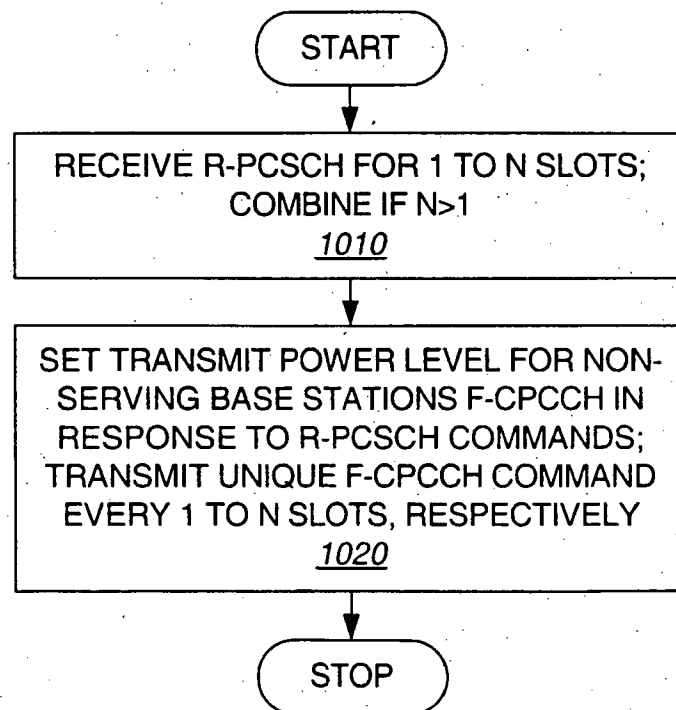 START
RECEIVE R-PCSCH FOR 1 TO N SLOTS;
COMBINE IF N>1
1010
SET TRANSMIT POWER LEVEL FOR NON-
SERVING BASE STATIONS F-CPCCH IN
RESPONSE TO R-PCSCH COMMANDS;
TRANSMIT UNIQUE F-CPCCH COMMAND
EVERY 1 TO N SLOTS, RESPECTIVELY
1020
STOP